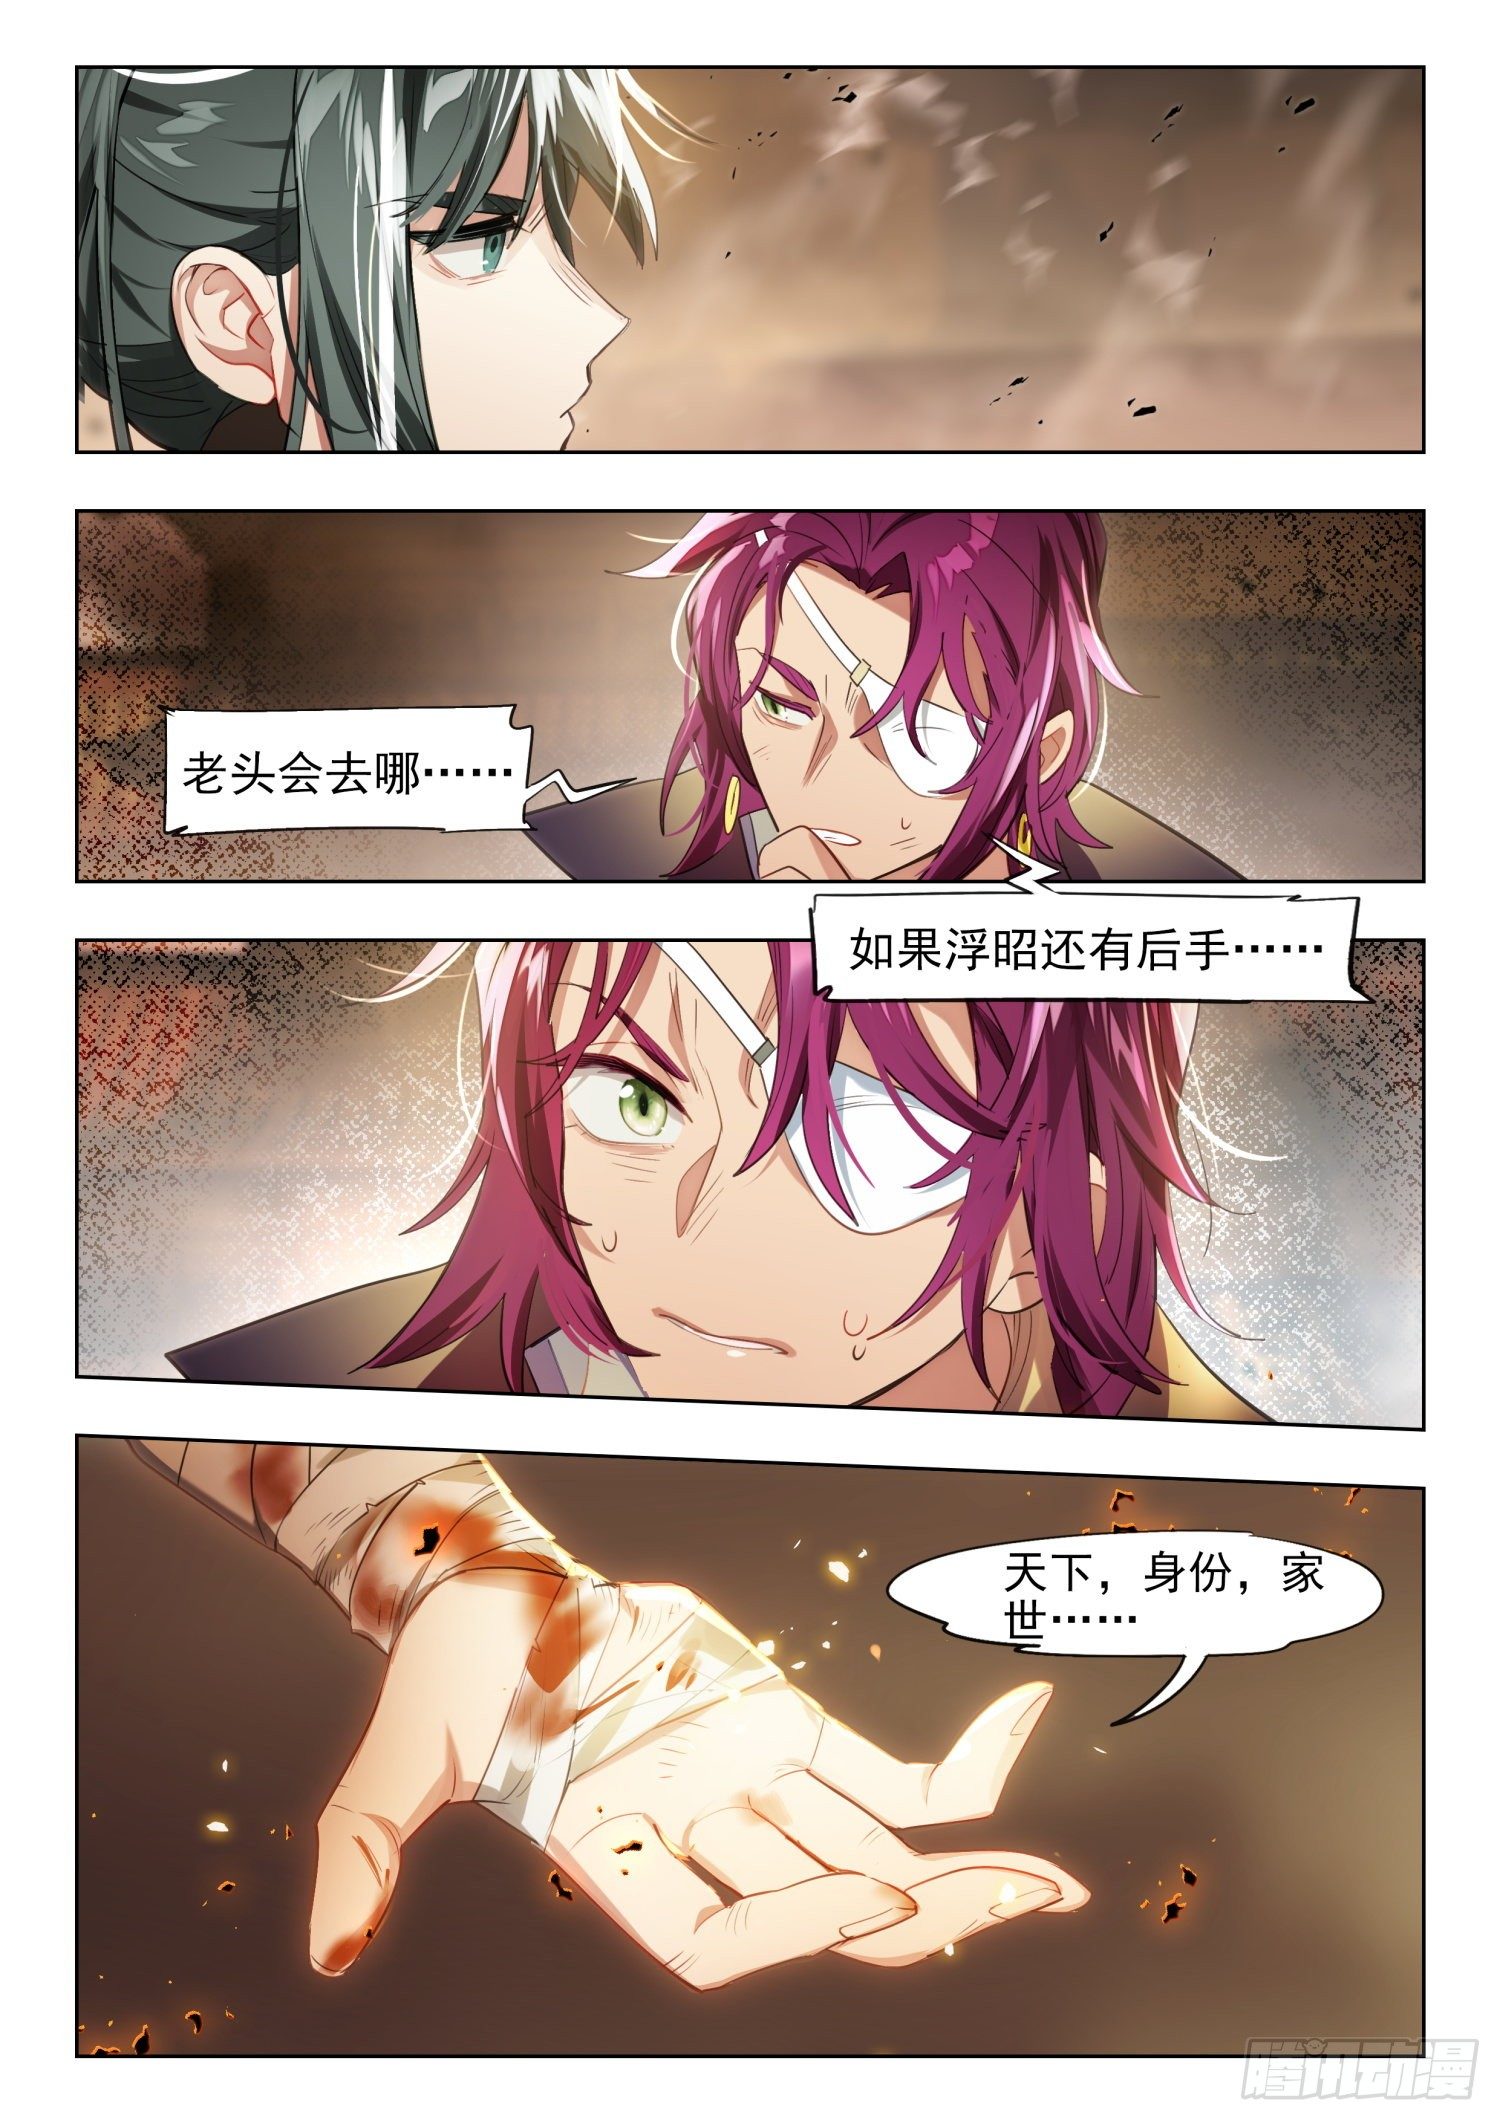 老头会去哪……
如果浮昭还有后手……
天下，身份，家
世……
腾讯动漫